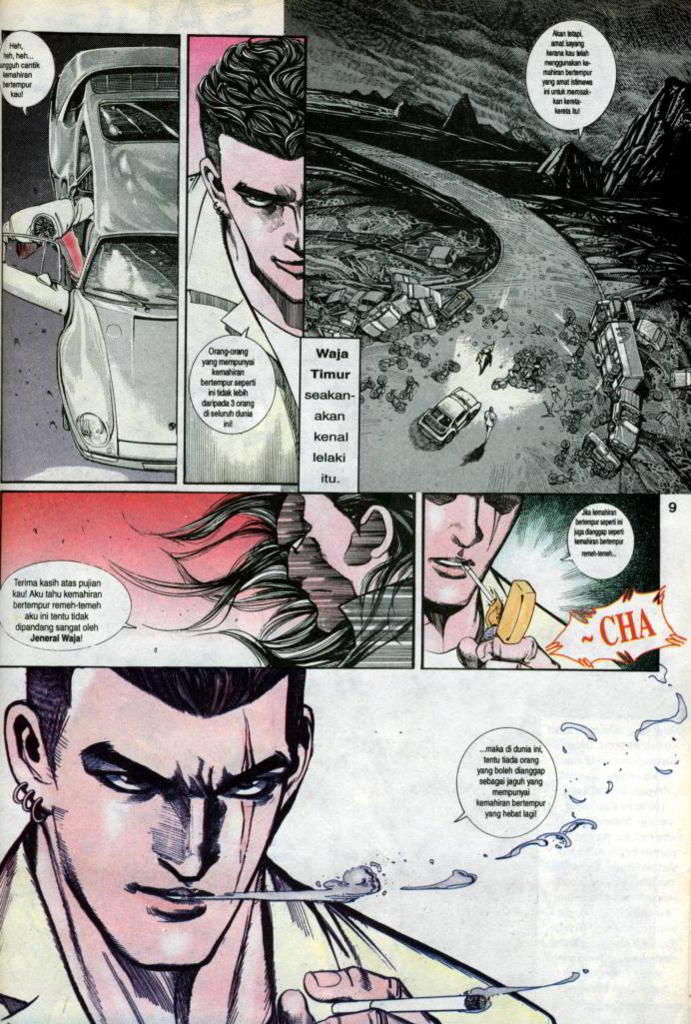 Heh,
heh, heh...
sungguh cantik
kemahiran
bertempur
kau!
Akan tetapi,
amat sayang
kerana kau telah
menggunakan ke-
mahiran bertempur
yang amat istimewa
ini untuk merosak-
kan kereta-
kereta itu!
Orang-orang
yang mempunyai
kemahiran
bertempur seperti
ini tidak lebih
daripada 3 orang
di seluruh dunia
ini!
Waja
Timur
seakan-
akan
kenal
lelaki
itu.
9
Terima kasih atas pujian
kau! Aku tahu kemahiran
bertempur remeh-temeh
aku ini tentu tidak
dipandang sangat oleh
Jeneral Waja!
Jika kemahiran
bertempur seperti ini
juga dianggap seperti
kemahiran bertempur
remeh-temeh...
~ CHA
...maka di dunia ini,
tentu tiada orang
yang boleh dianggap
sebagai jaguh yang
mempunyai
kemahiran bertempur
yang hebat lagi!